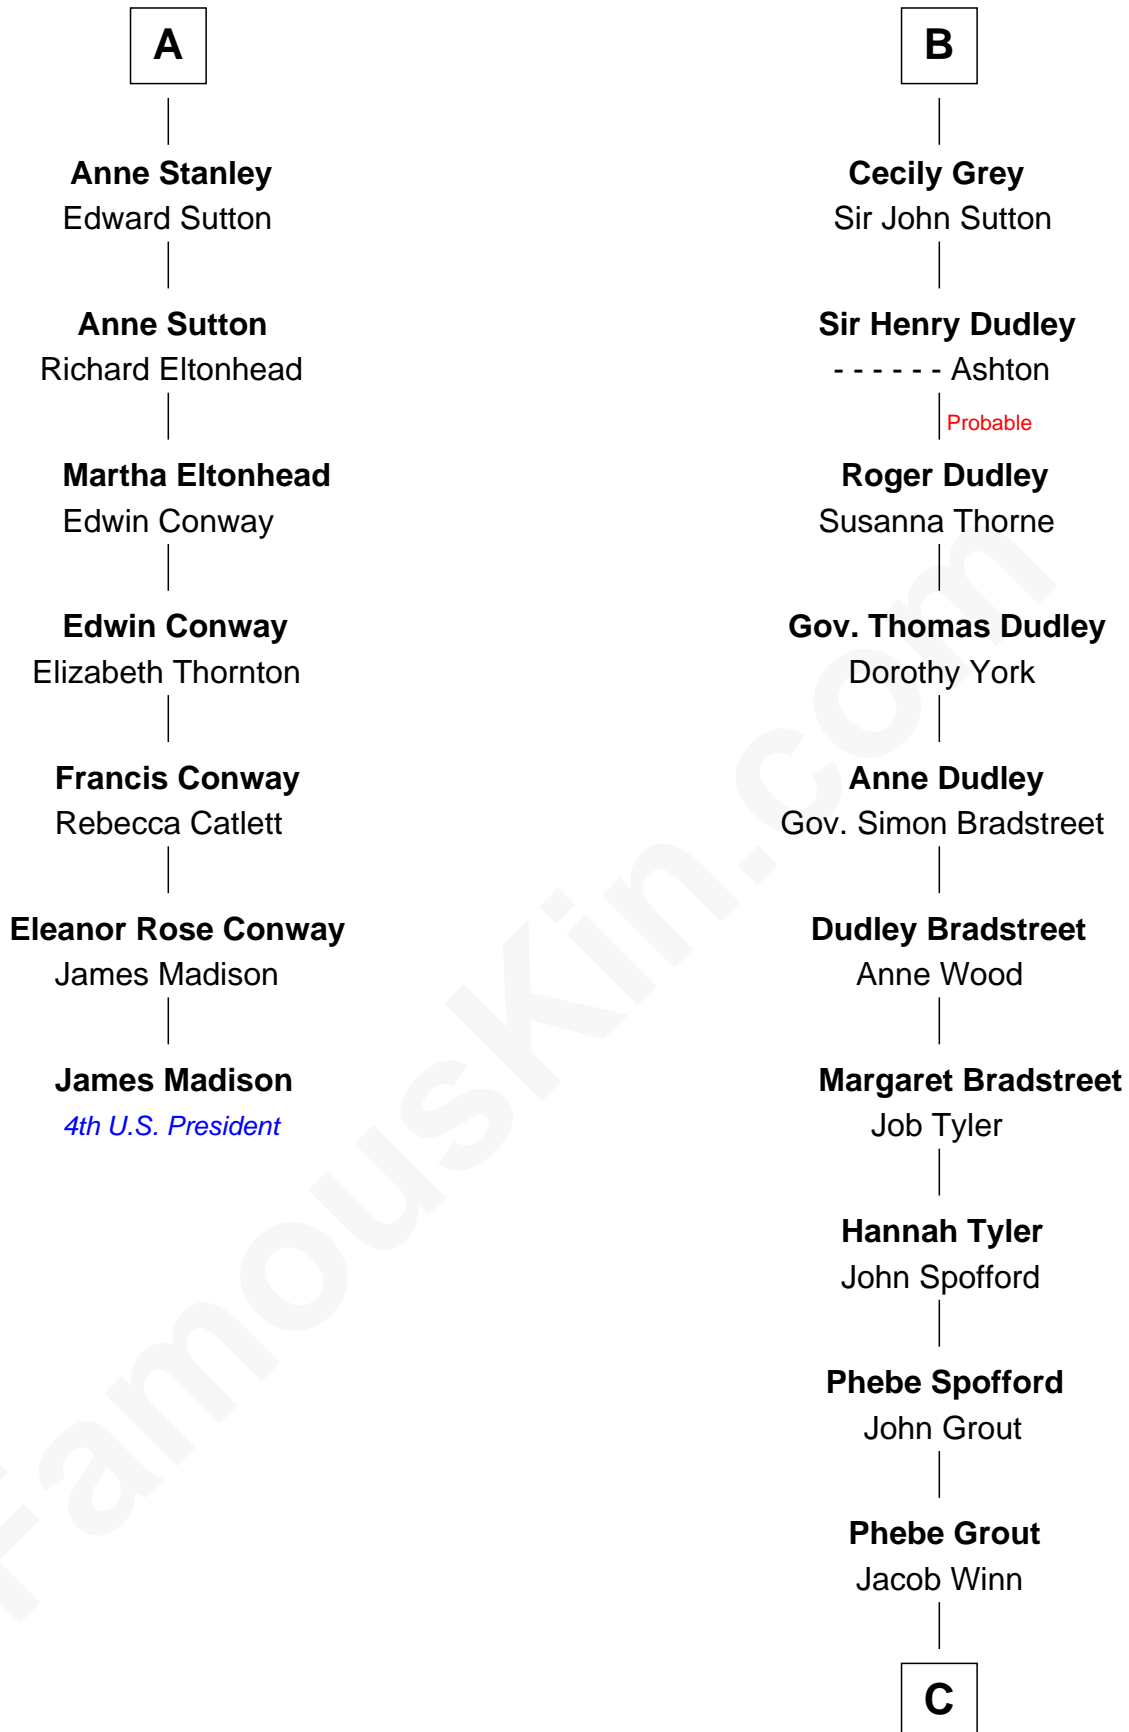 A
Anne Stanley
Edward Sutton
Anne Sutton
Richard Eltonhead
Martha Eltonhead
Edwin Conway
Edwin Conway
Elizabeth Thornton
Francis Conway
Rebecca Catlett
Eleanor Rose Conway
James Madison
James Madison
4th U.S. President
B
Cecily Grey
Sir John Sutton
Sir Henry Dudley
- - - - - - Ashton
Probable
Roger Dudley
Susanna Thorne
Gov. Thomas Dudley
Dorothy York
Anne Dudley
Gov. Simon Bradstreet
Dudley Bradstreet
Anne Wood
Margaret Bradstreet
Job Tyler
Hannah Tyler
John Spofford
Phebe Spofford
John Grout
Phebe Grout
Jacob Winn
C
FamousKin.com